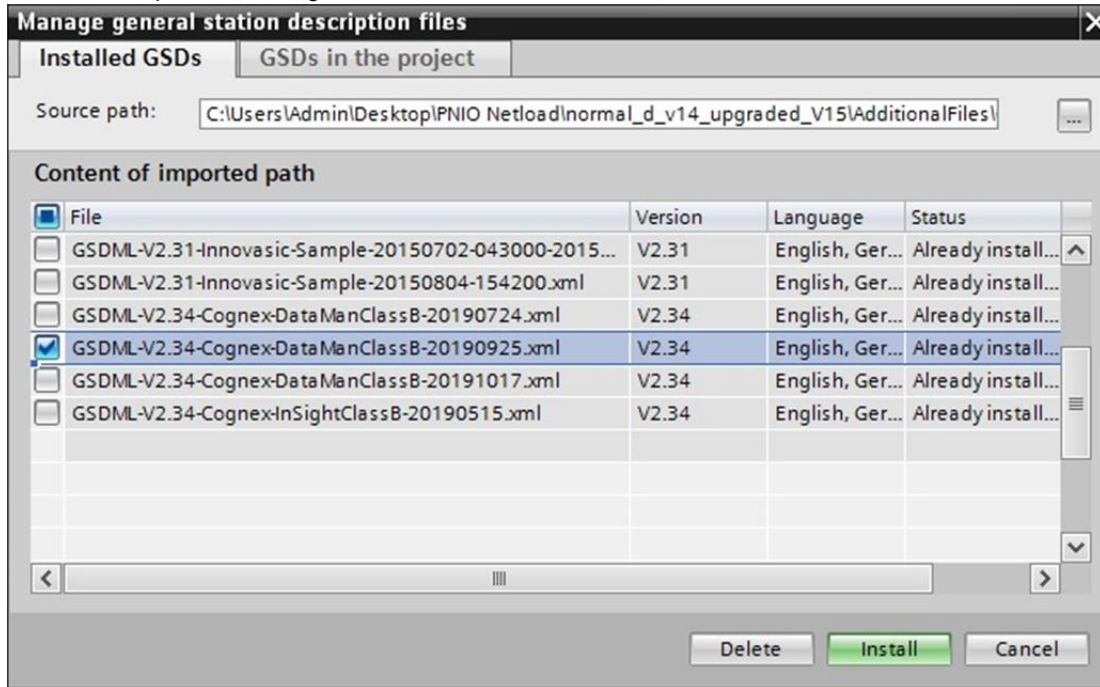 Manage general station description files
Installed GSDs GSDs in the project
Source path: C:\Users\Admin\Desktop\PNIO Netload\normal_d_v14_upgraded_V15\AdditionalFiles\ ...
Content of imported path
File Version Language Status
GSDML-V2.31-Innovasic-Sample-20150702-043000-2015... V2.31 English, Ger... Already install...
GSDML-V2.31-Innovasic-Sample-20150804-154200.xml V2.31 English, Ger... Already install...
GSDML-V2.34-Cognex-DataManClassB-20190724.xml V2.34 English, Ger... Already install...
GSDML-V2.34-Cognex-DataManClassB-20190925.xml V2.34 English, Ger... Already install...
GSDML-V2.34-Cognex-DataManClassB-20191017.xml V2.34 English, Ger... Already install...
GSDML-V2.34-Cognex-InSightClassB-20190515.xml V2.34 English, Ger... Already install...
Delete Install Cancel